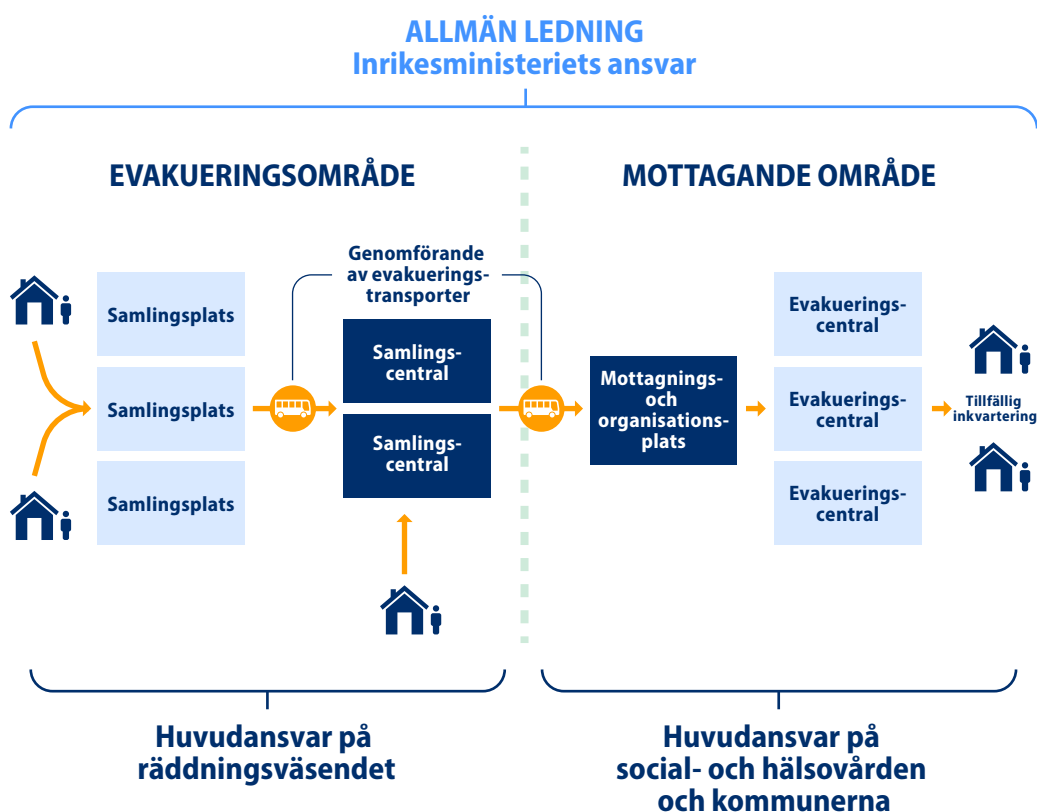 ALLMÄN LEDNING
Inrikesministeriets ansvar
EVAKUERINGSOMRÅDE
MOTTAGANDE OMRÅDE
Genomförande
av evakuerings-
transporter
Samlingsplats
Samlingsplats
Samlingsplats
Samlings-
central
Samlings-
central
Mottagnings-
och
organisations-
plats
Evakuerings-
central
Evakuerings-
central
Evakuerings-
central
Tillfällig
inkvartering
Huvudansvar på
räddningsväsendet
Huvudansvar på
social- och hälsovården
och kommunerna